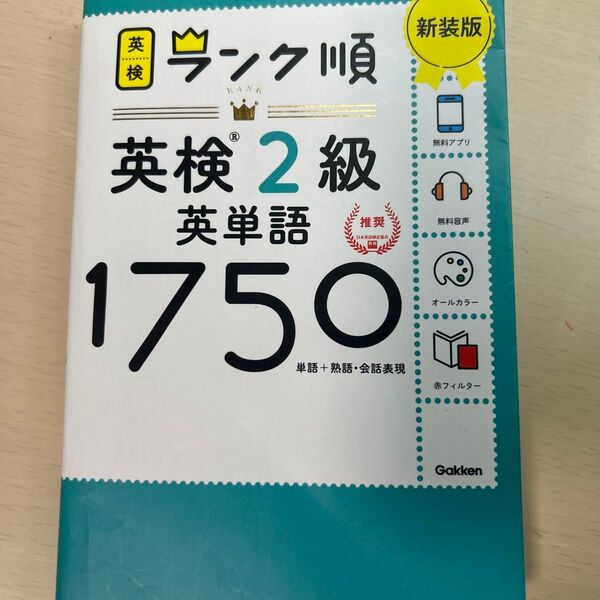 英検
ランク順
新装版
RANK
英検®2級
推奨
英単語
1750
単語+熟語・会話表現
無料アプリ
無料音声
オールカラー
赤フィルター
Gakken